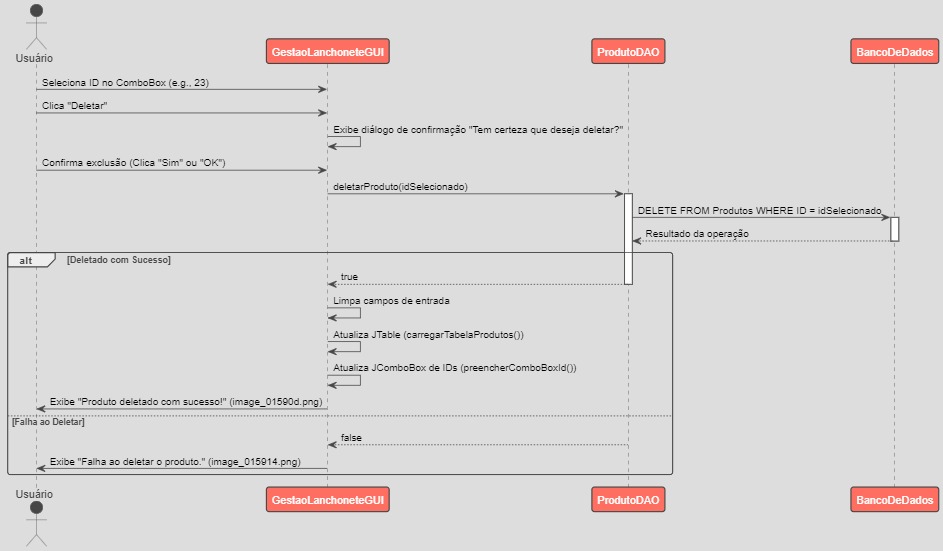 Usuário
GestaoLanchoneteGUI
ProdutoDAO
BancoDeDados
Seleciona ID no ComboBox (e.g., 23)
Clica "Deletar"
Exibe diálogo de confirmação "Tem certeza que deseja deletar?"
Confirma exclusão (Clica "Sim" ou "OK")
deletarProduto(idSelecionado)
DELETE FROM Produtos WHERE ID = idSelecionado
Resultado da operação
alt
[Deletado com Sucesso]
true
Limpa campos de entrada
Atualiza JTable (carregarTabelaProdutos())
Atualiza JComboBox de IDs (preencherComboBoxId())
Exibe "Produto deletado com sucesso!" (image_01590d.png)
[Falha ao Deletar]
false
Exibe "Falha ao deletar o produto." (image_015914.png)
Usuário
GestaoLanchoneteGUI
ProdutoDAO
BancoDeDados